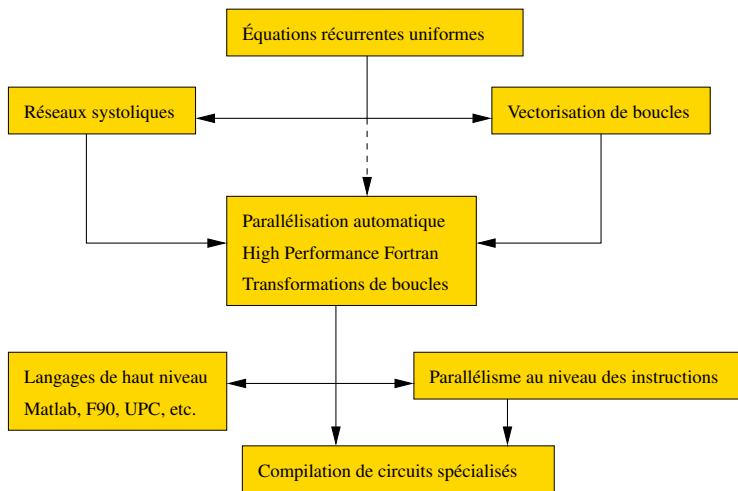 Équations récurrentes uniformes
Réseaux systoliques
Vectorisation de boucles
Parallélisation automatique
High Performance Fortran
Transformations de boucles
Langages de haut niveau
Matlab, F90, UPC, etc.
Parallélisme au niveau des instructions
Compilation de circuits spécialisés